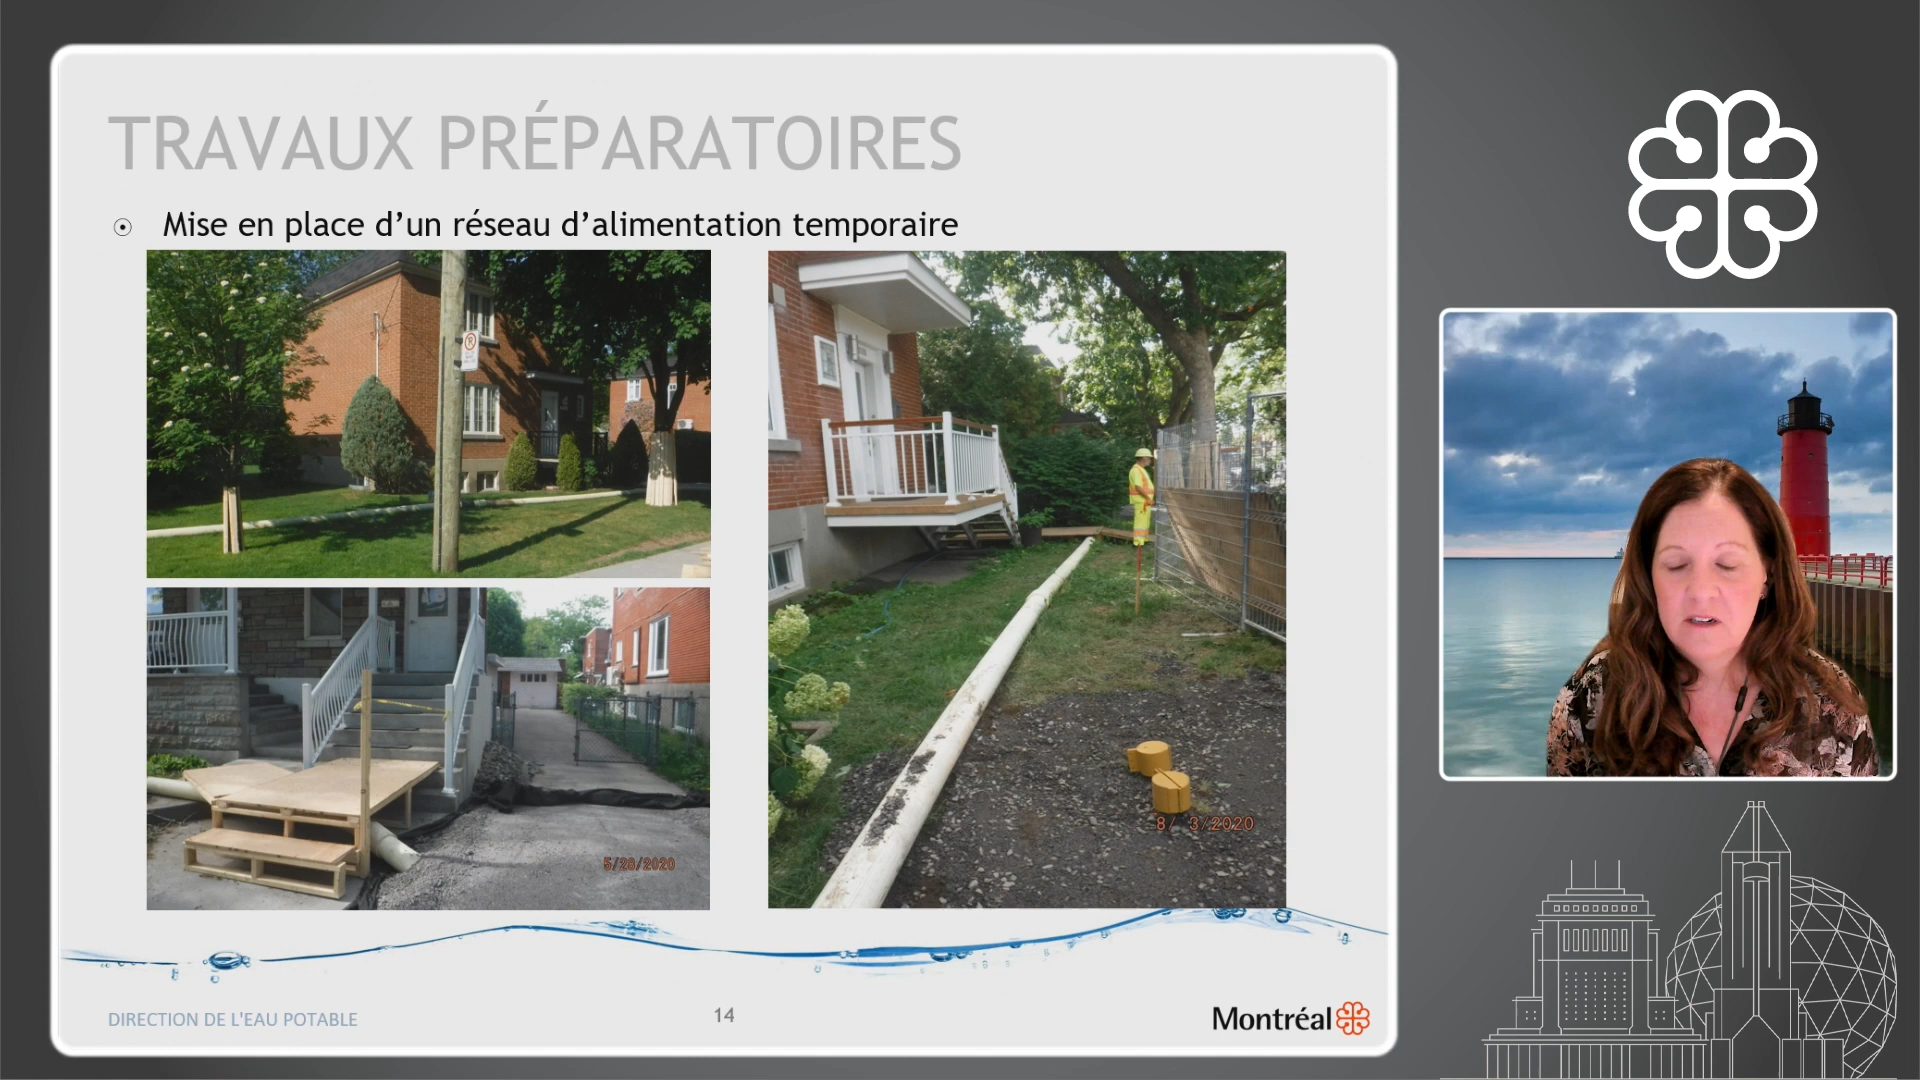 TRAVAUX PRÉPARATOIRES
Mise en place d’un réseau d’alimentation temporaire
5/28/2020
8/ 3/2020
DIRECTION DE L'EAU POTABLE
14
Montréal